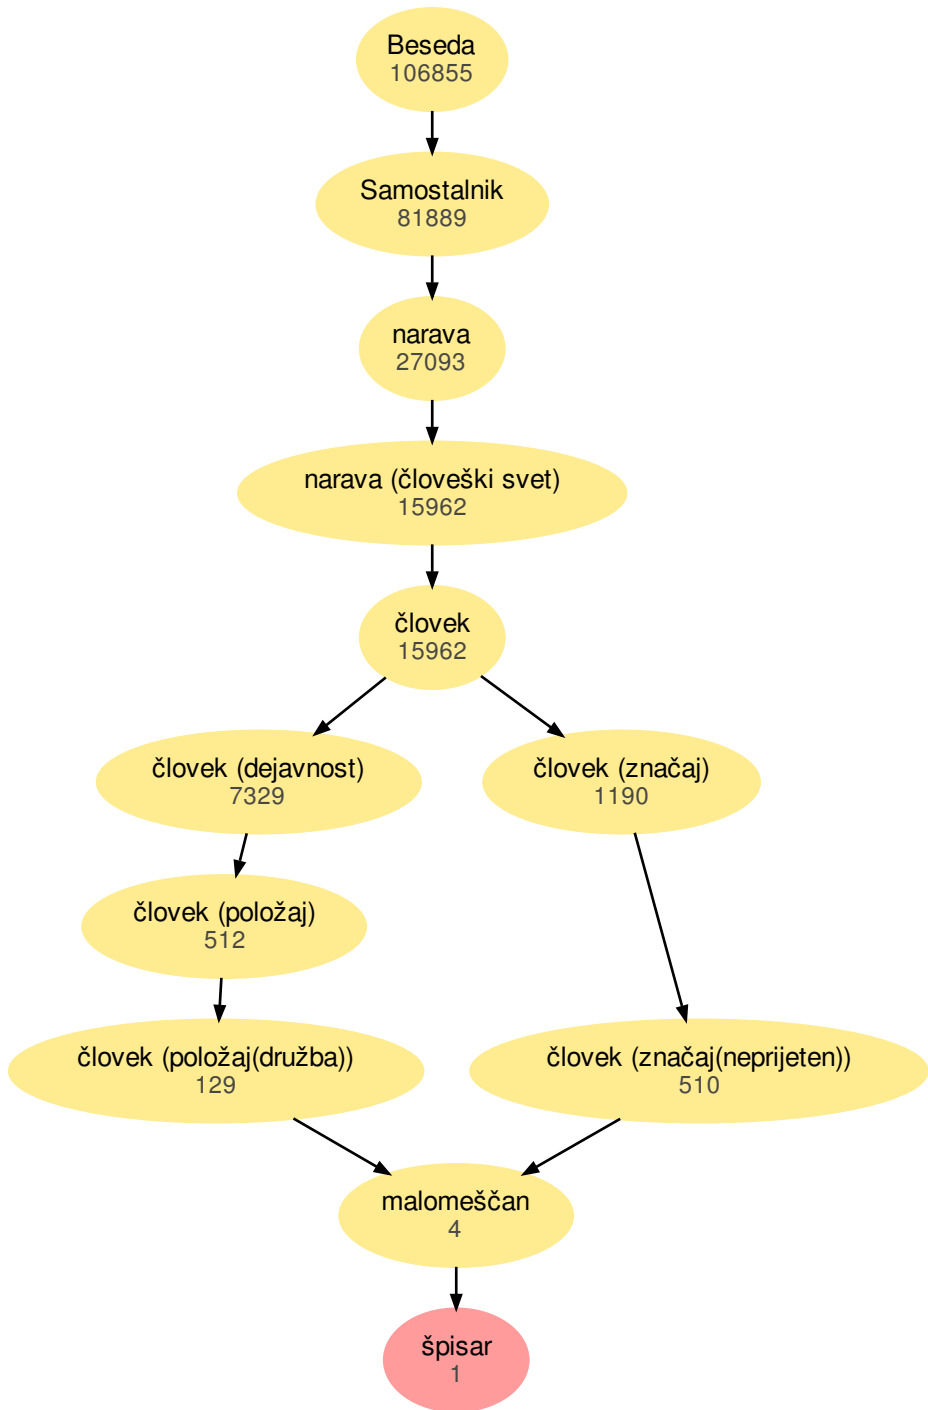 Beseda
106855
Samostalnik
81889
narava
27093
narava (človeški svet)
15962
človek
15962
človek (dejavnost)
7329
človek (značaj)
1190
človek (položaj)
512
človek (položaj(družba))
129
človek (značaj(neprijeten))
510
malomeščan
4
špisar
1